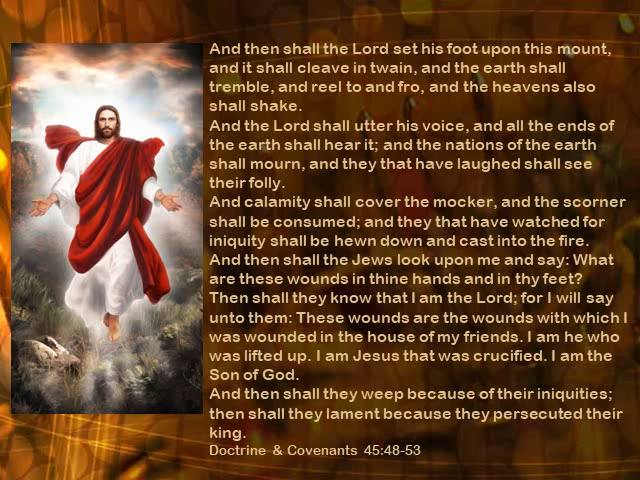 And then shall the Lord set his foot upon this mount,
and it shall cleave in twain, and the earth shall
tremble, and reel to and fro, and the heavens also
shall shake.
And the Lord shall utter his voice, and all the ends of
the earth shall hear it; and the nations of the earth
shall mourn, and they that have laughed shall see
their folly.
And calamity shall cover the mocker, and the scorner
shall be consumed; and they that have watched for
iniquity shall be hewn down and cast into the fire.
And then shall the Jews look upon me and say: What
are these wounds in thine hands and in thy feet?
Then shall they know that I am the Lord; for I will say
unto them: These wounds are the wounds with which I
was wounded in the house of my friends. I am he who
was lifted up. I am Jesus that was crucified. I am the
Son of God.
And then shall they weep because of their iniquities;
then shall they lament because they persecuted their
king.
Doctrine & Covenants 45:48-53